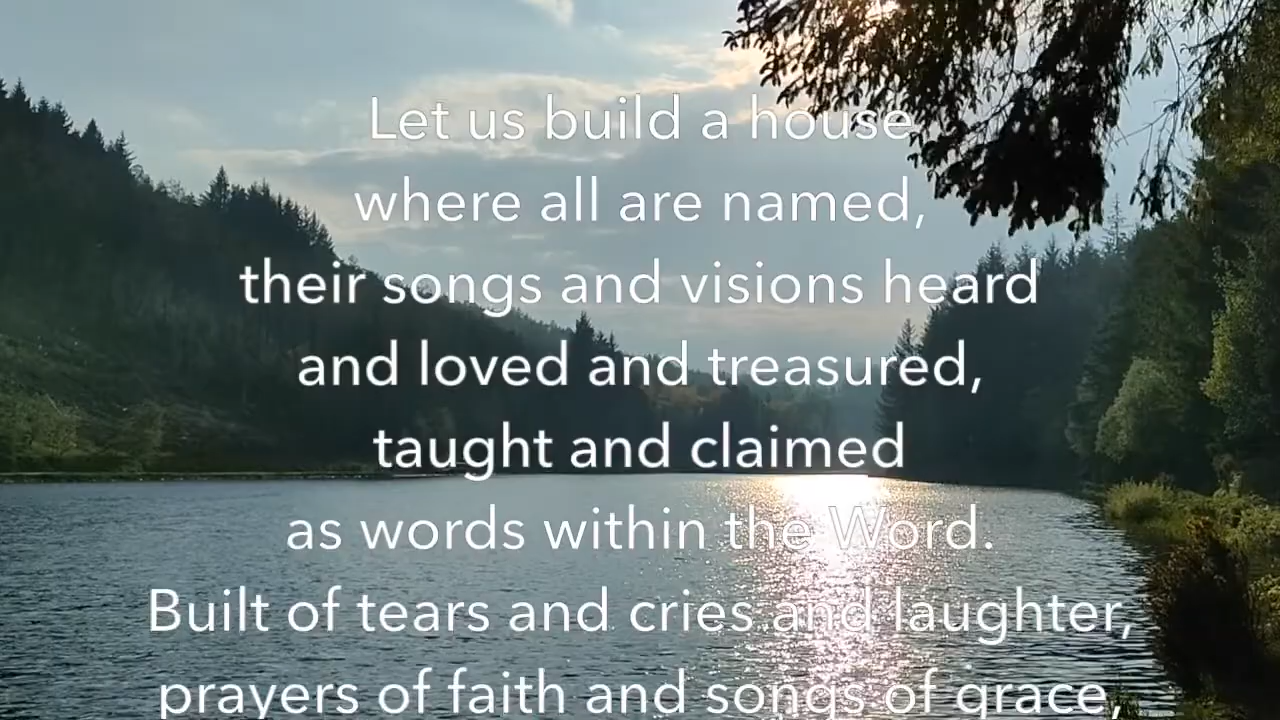 Let us build a house
where all are named,
their songs and visions heard
and loved and treasured,
taught and claimed
as words within the Word.
Built of tears and cries and laughter,
prayers of faith and songs of grace,